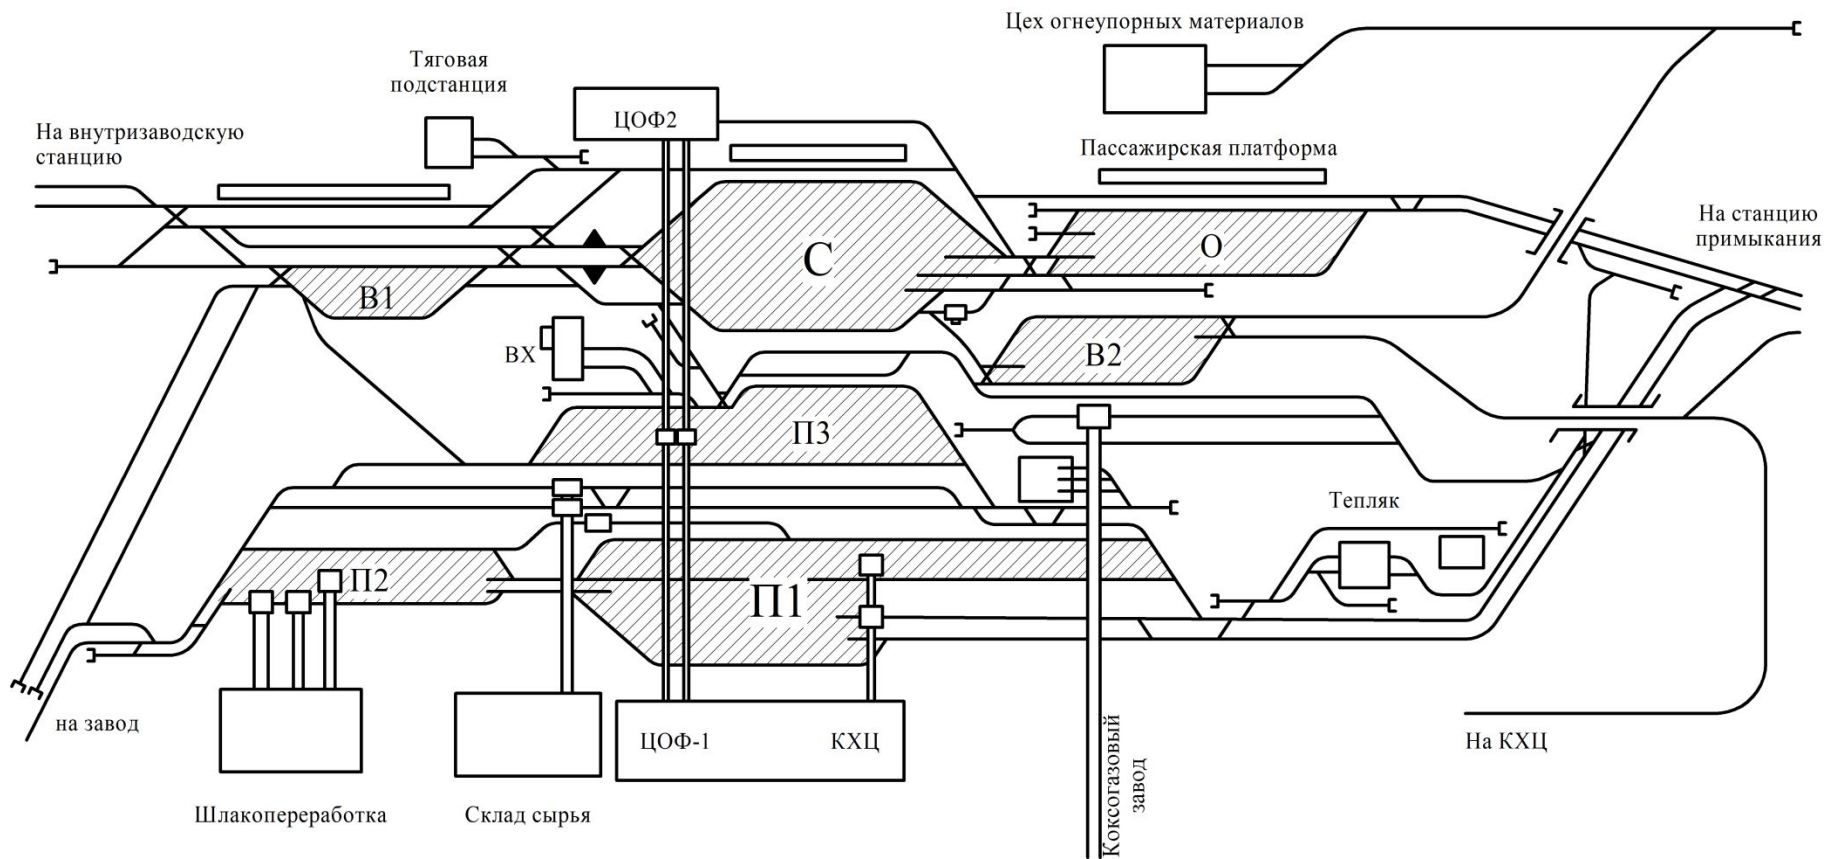 Цех огнеупорных материалов
Тяговая
подстанция
ЦОФ2
На внутризаводскую
станцию
Пассажирская платформа
На станцию
примыкания
С
О
В1
ВХ
В2
П3
Тепляк
П2
П1
на завод
ЦОФ-1
КХЦ
На КХЦ
Коксогазовый
завод
Шлакопереработка
Склад сырья